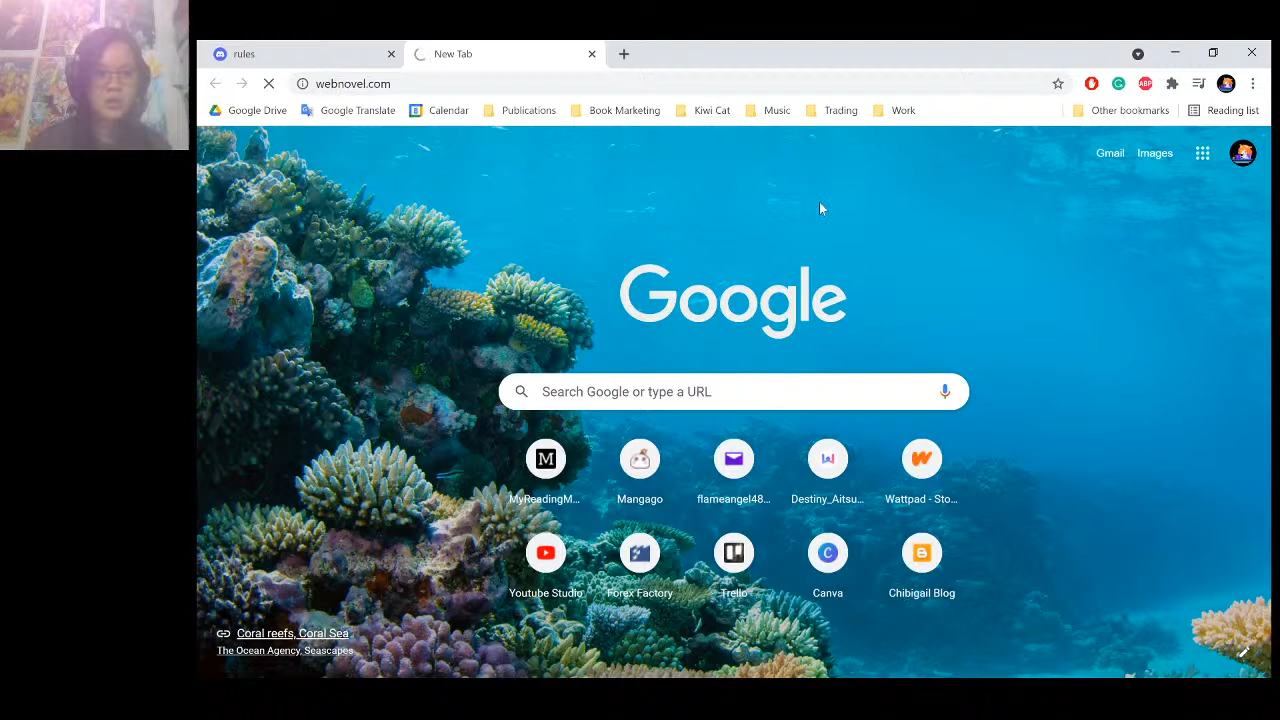 rules
New Tab
webnovel.com
Google Drive
Google Translate
Calendar
Publications
Book Marketing
Kiwi Cat
Music
Trading
Work
Other bookmarks
Reading list
Gmail
Images
Google
Search Google or type a URL
MyReadingM...
Mangago
flameangel48...
Destiny_Aitsu...
Wattpad - Sto...
Youtube Studio
Forex Factory
Trello
Canva
Chibigail Blog
Coral reefs, Coral Sea
The Ocean Agency, Seascapes